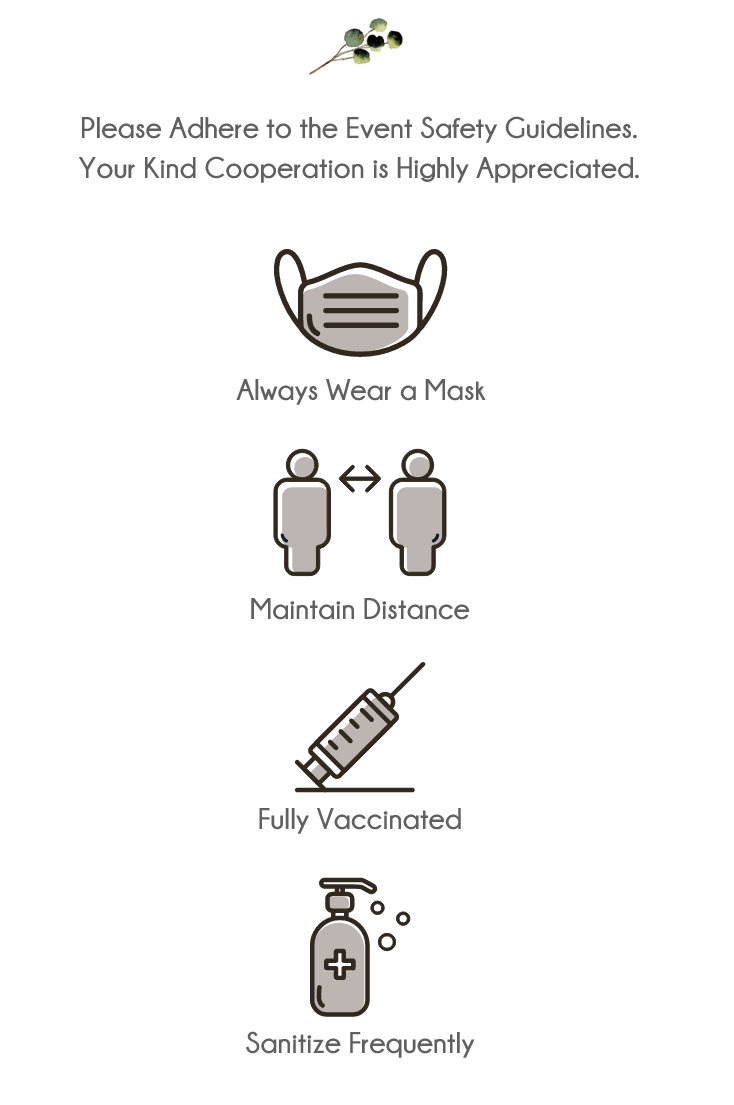 Please Adhere to the Event Safety Guidelines.
Your Kind Cooperation is Highly Appreciated.
Always Wear a Mask
Maintain Distance
Fully Vaccinated
Sanitize Frequently